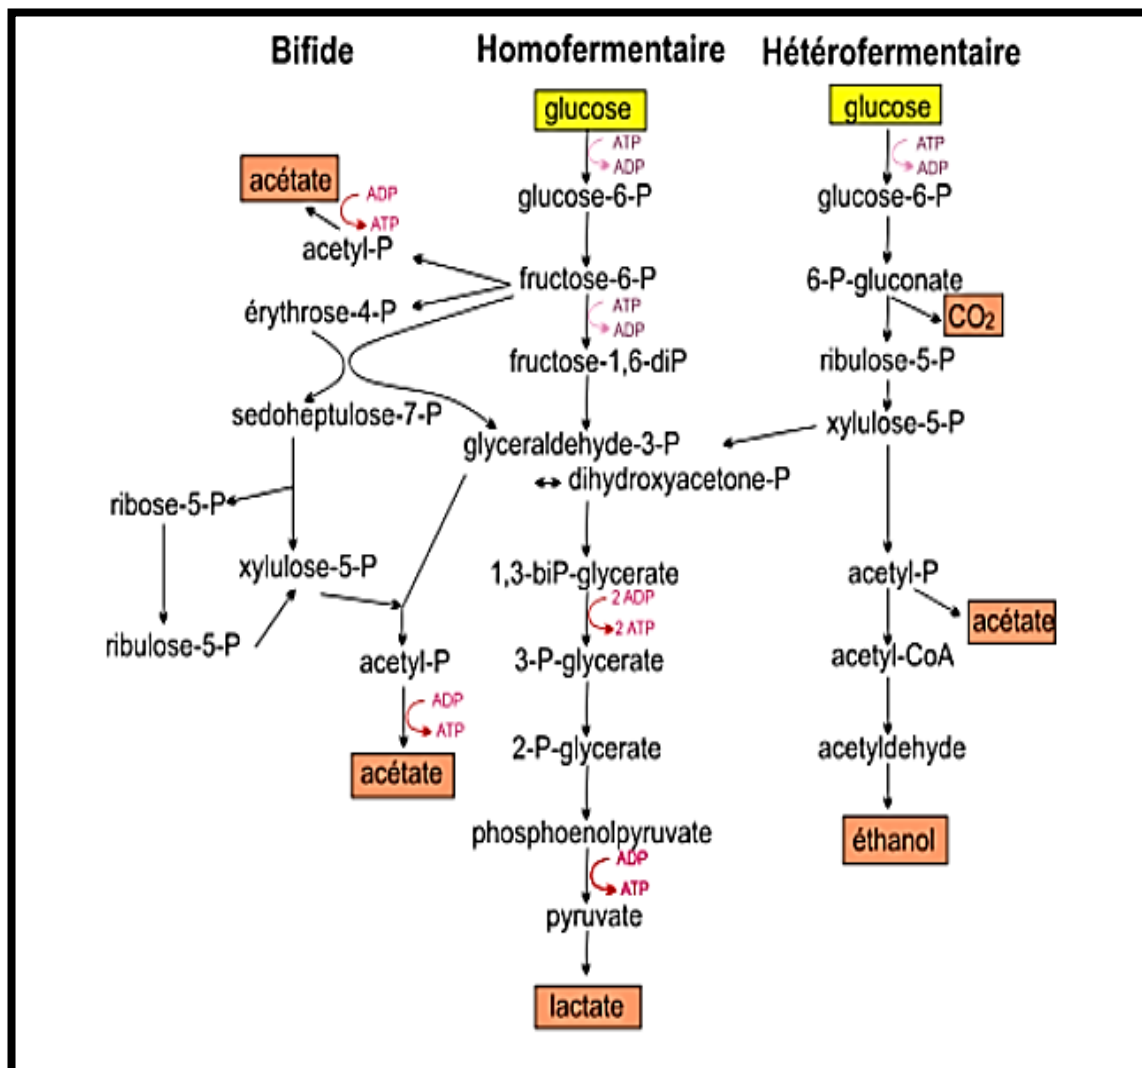 Bifide
Homofermentaire
Hétérofermentaire
glucose
ATP
ADP
glucose-6-P
fructose-6-P
ATP
ADP
fructose-1,6-diP
glyceraldehyde-3-P
dihydroxyacetone-P
1,3-biP-glycerate
2 ADP
2 ATP
3-P-glycerate
2-P-glycerate
phosphoenolpyruvate
ADP
ATP
pyruvate
lactate
acétate
ADP
ATP
acetyl-P
érythrose-4-P
sedoheptulose-7-P
ribose-5-P
xylulose-5-P
ribulose-5-P
acetyl-P
ADP
ATP
acétate
glucose
ATP
ADP
glucose-6-P
6-P-gluconate
CO2
ribulose-5-P
xylulose-5-P
acetyl-P
acétate
acetyl-CoA
acetyldehyde
éthanol